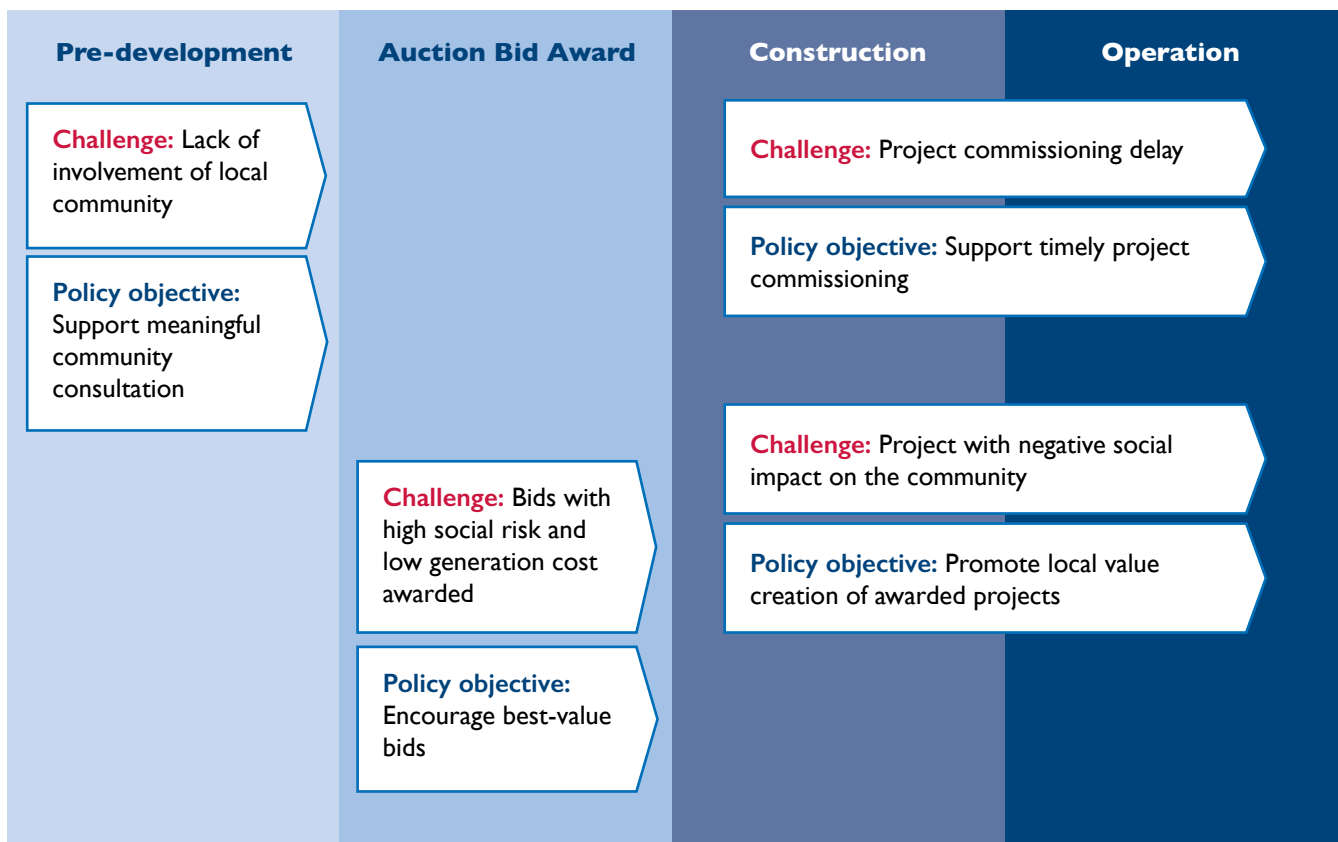 Pre-development
Auction Bid Award
Construction
Operation
Challenge: Lack of
involvement of local
community
Policy objective:
Support meaningful
community
consultation
Challenge: Bids with
high social risk and
low generation cost
awarded
Policy objective:
Encourage best-value
bids
Challenge: Project commissioning delay
Policy objective: Support timely project
commissioning
Challenge: Project with negative social
impact on the community
Policy objective: Promote local value
creation of awarded projects